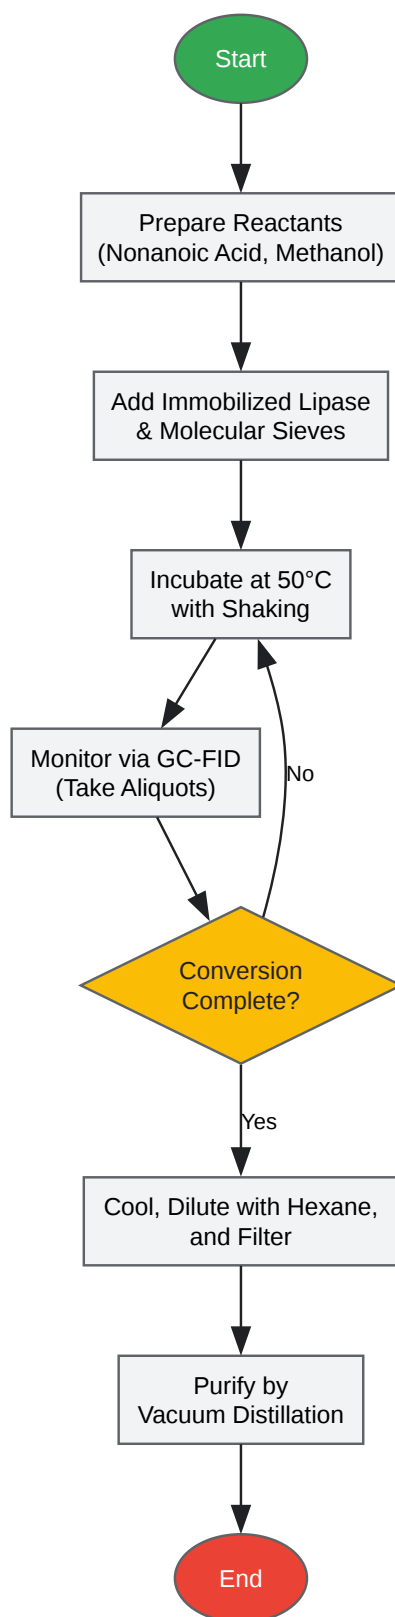 Start
Prepare Reactants
(Nonanoic Acid, Methanol)
Add Immobilized Lipase
& Molecular Sieves
Incubate at 50°C
with Shaking
Monitor via GC-FID
(Take Aliquots)
No
Conversion
Complete?
Yes
Cool, Dilute with Hexane,
and Filter
Purify by
Vacuum Distillation
End